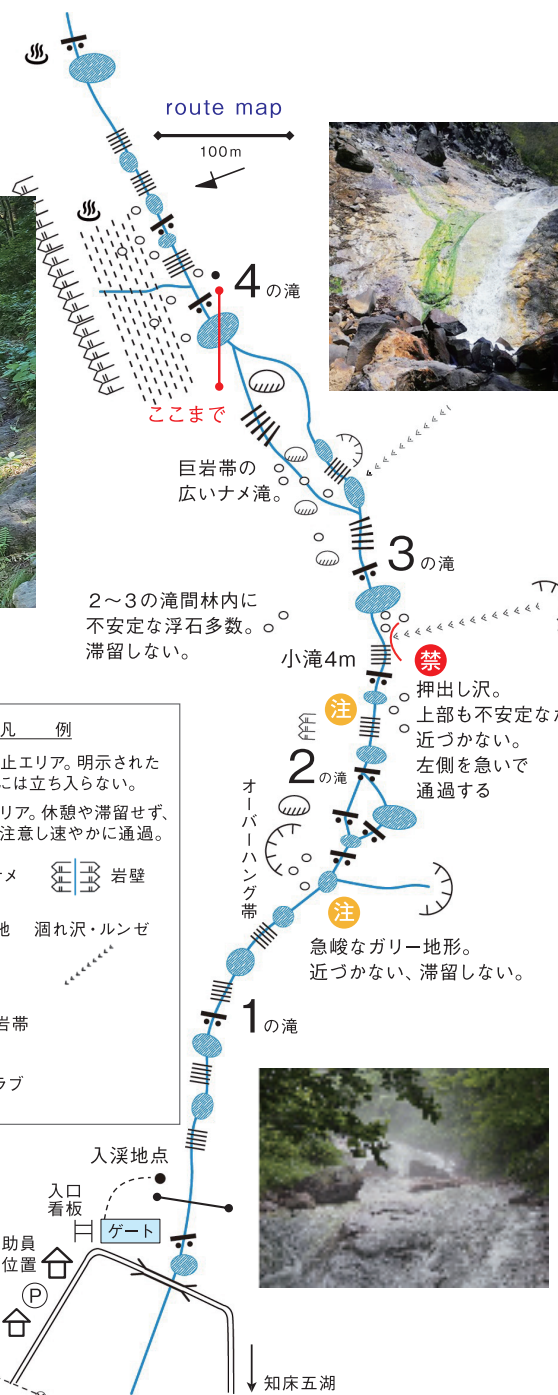 route map
100m
4の滝
ここまで
巨岩帯の
広いナメ滝。
3の滝
2〜3の滝間林内に
不安定な浮石多数。
滞留しない。
小滝4m
禁
押出し沢。
上部も不安定な
近づかない。
左側を急いで
通過する
注
2の滝
オーバーハング帯
注
急峻なガリー地形。
近づかない、滞留しない。
1の滝
凡 例
止エリア。明示された
には立ち入らない。
リア。休憩や滞留せず、
注意し速やかに通過。
メ
岩壁
地 涸れ沢・ルンゼ
岩帯
ラブ
入渓地点
入口
看板
ゲート
助員
位置
P
知床五湖